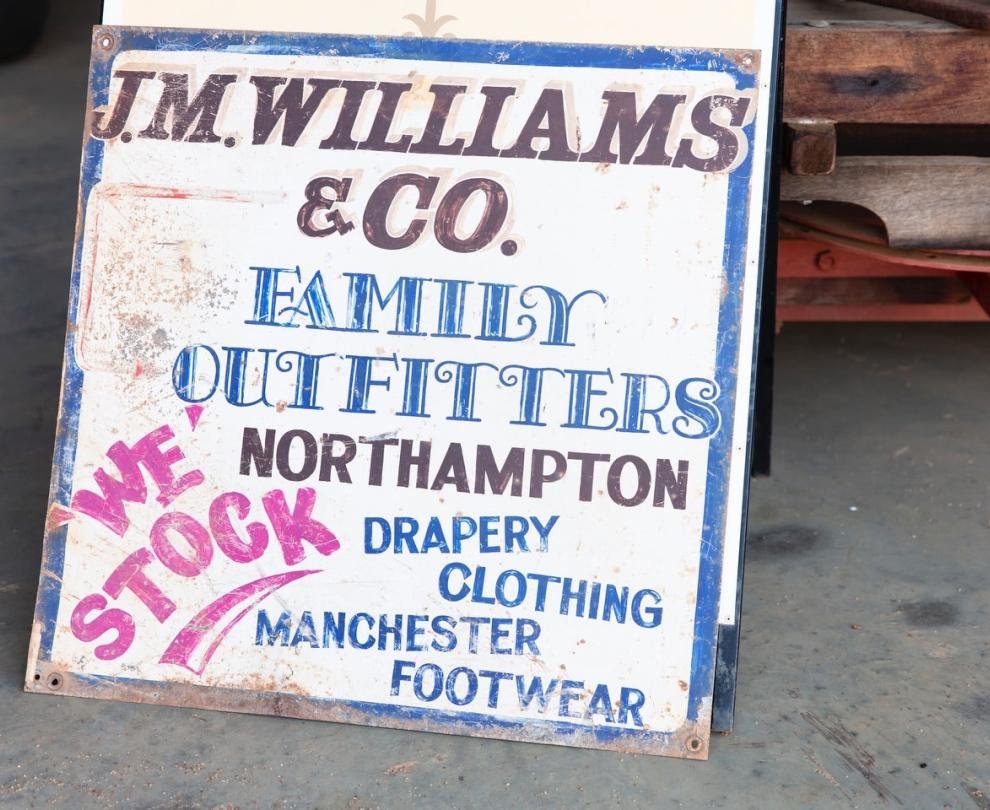 J.M. WILLIAMS
& CO.
FAMILY
OUTFITTERS
NORTHAMPTON
WE
STOCK
DRAPERY
CLOTHING
MANCHESTER
FOOTWEAR